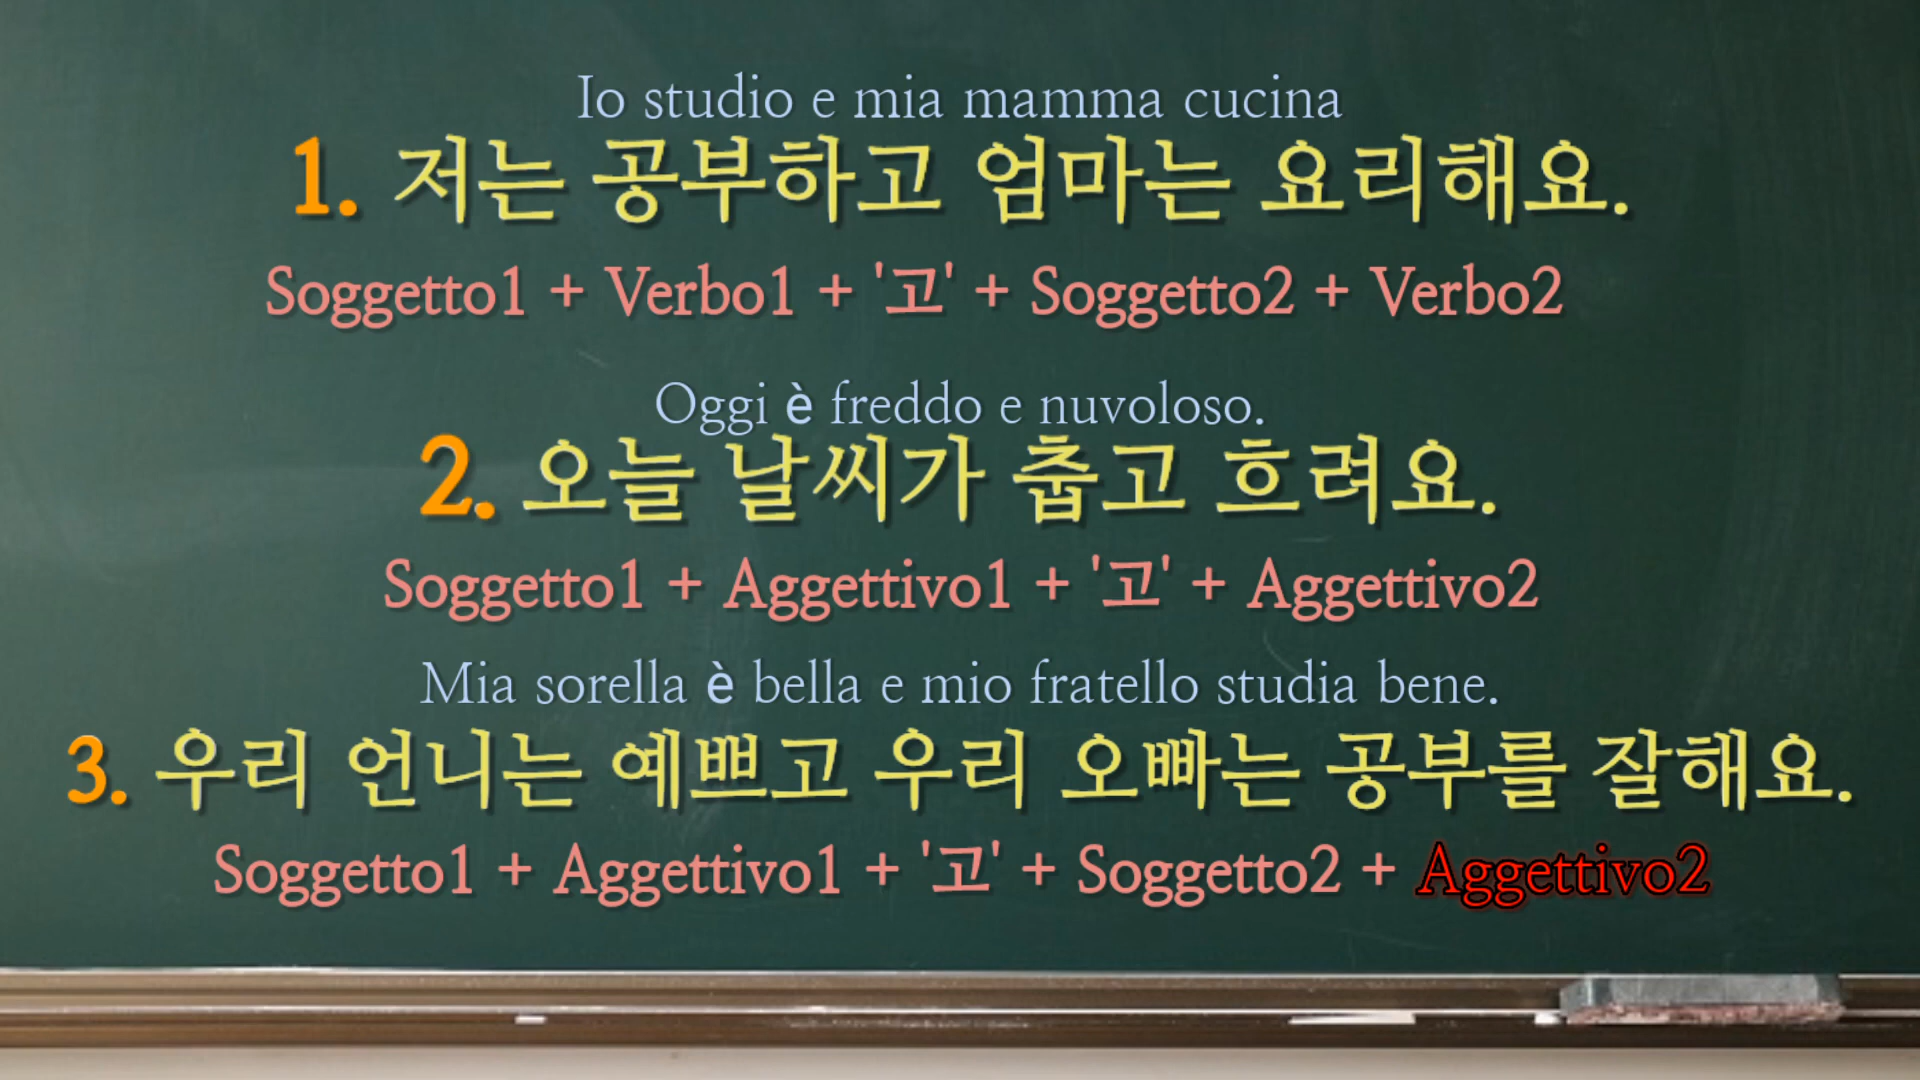 Io studio e mia mamma cucina
1. 저는 공부하고 엄마는 요리해요.
Soggetto1 + Verbo1 + '고' + Soggetto2 + Verbo2
Oggi è freddo e nuvoloso.
2. 오늘 날씨가 춥고 흐려요.
Soggetto1 + Aggettivo1 + '고' + Aggettivo2
Mia sorella è bella e mio fratello studia bene.
3. 우리 언니는 예쁘고 우리 오빠는 공부를 잘해요.
Soggetto1 + Aggettivo1 + '고' + Soggetto2 + Aggettivo2